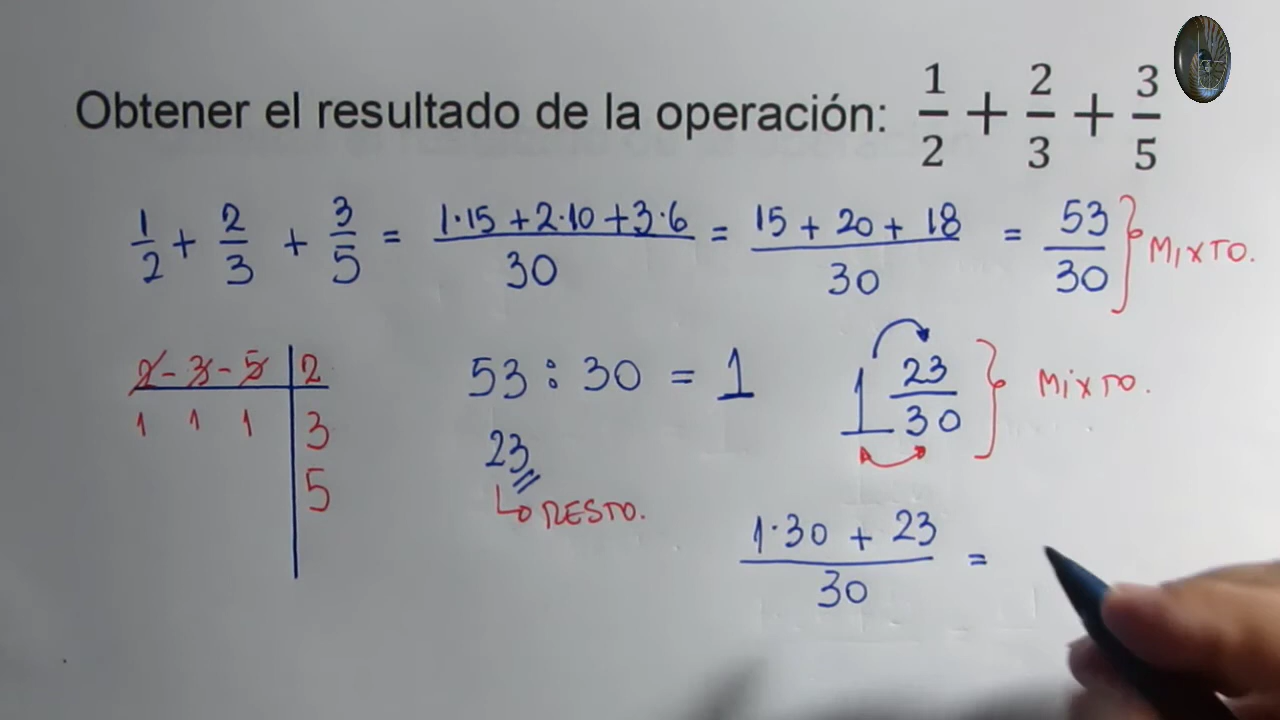 Obtener el resultado de la operación: 1/2 + 2/3 + 3/5
1/2 + 2/3 + 3/5 = (1·15 + 2·10 + 3·6)/30 = (15 + 20 + 18)/30 = 53/30 } MIXTO.
2 - 3 - 5 | 2
1 1 1 | 3
5
53 : 30 = 1
23
RESTO.
1 23/30 } MIXTO.
(1·30 + 23)/30 =